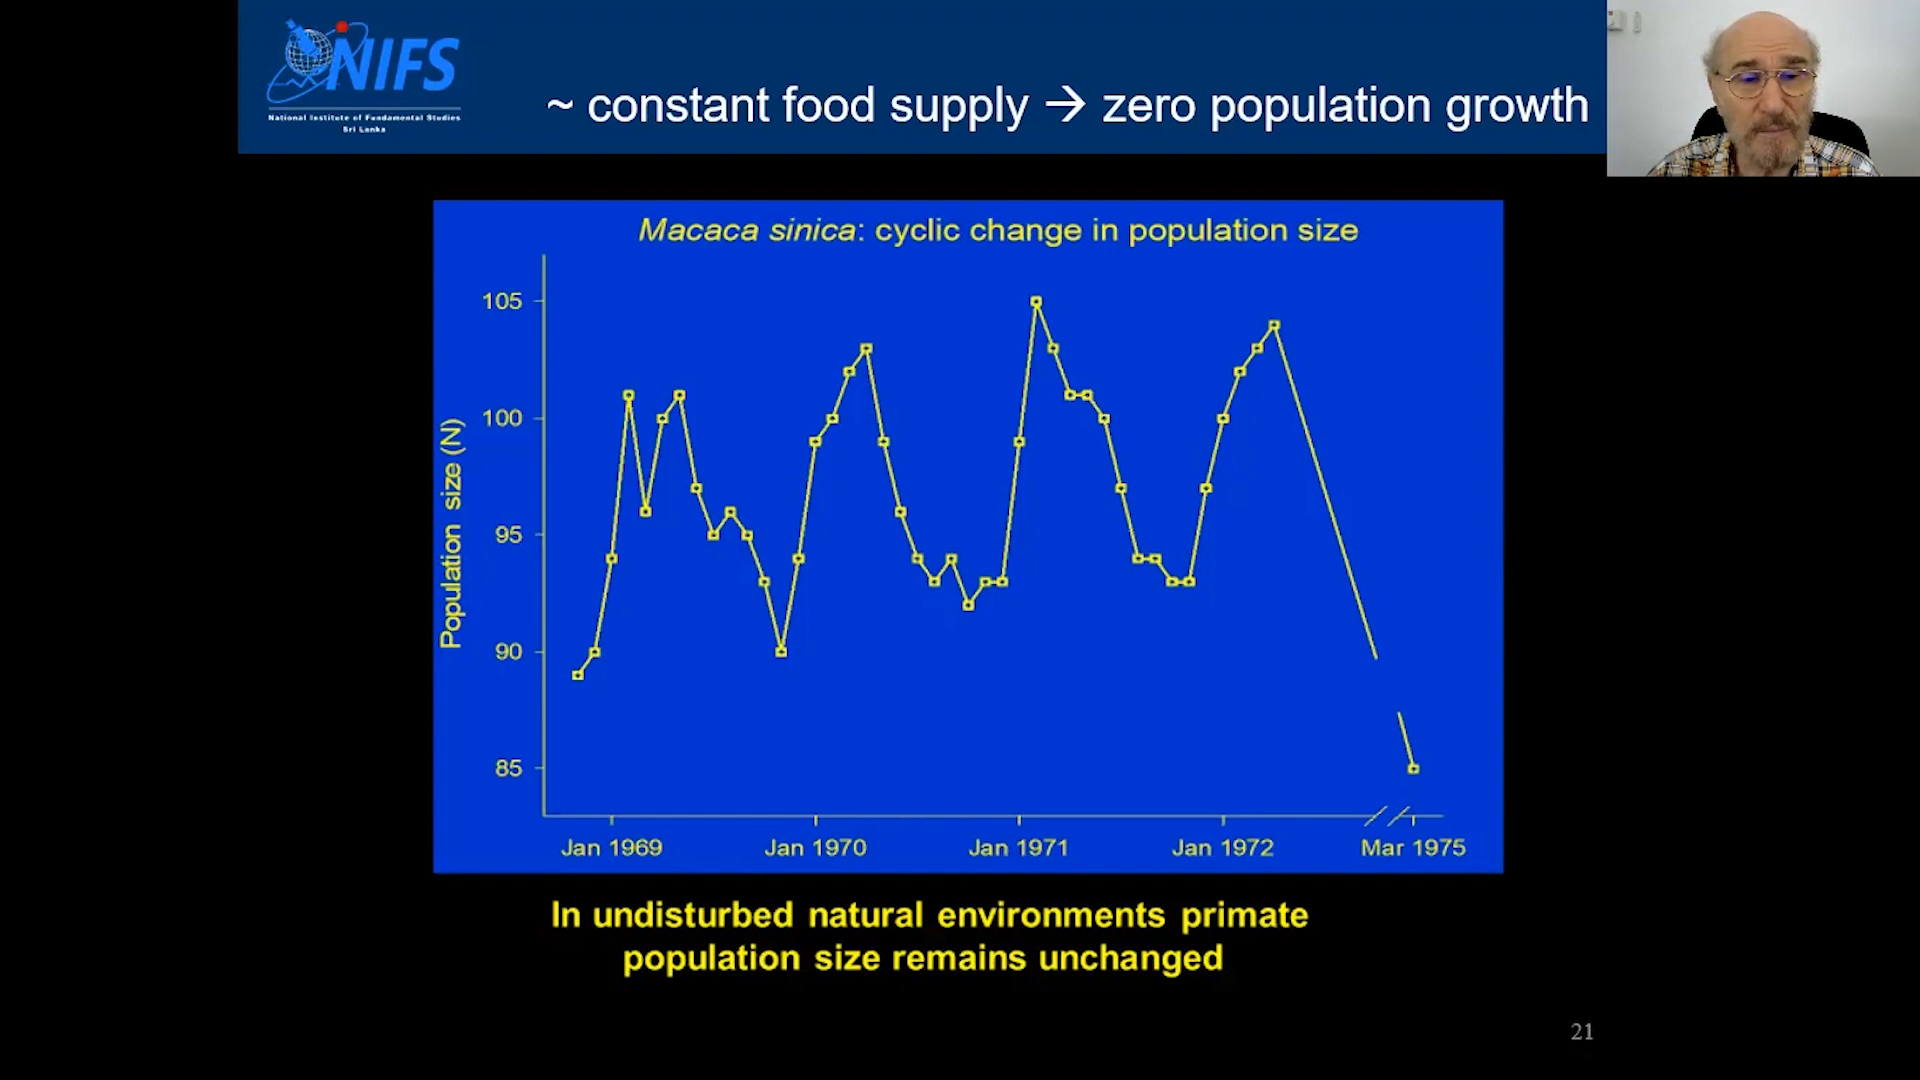 NIFS
National Institute of Fundamental Studies
Sri Lanka
~ constant food supply → zero population growth
Macaca sinica: cyclic change in population size
Population size (N)
105
100
95
90
85
Jan 1969 Jan 1970 Jan 1971 Jan 1972 Mar 1975
In undisturbed natural environments primate
population size remains unchanged
21